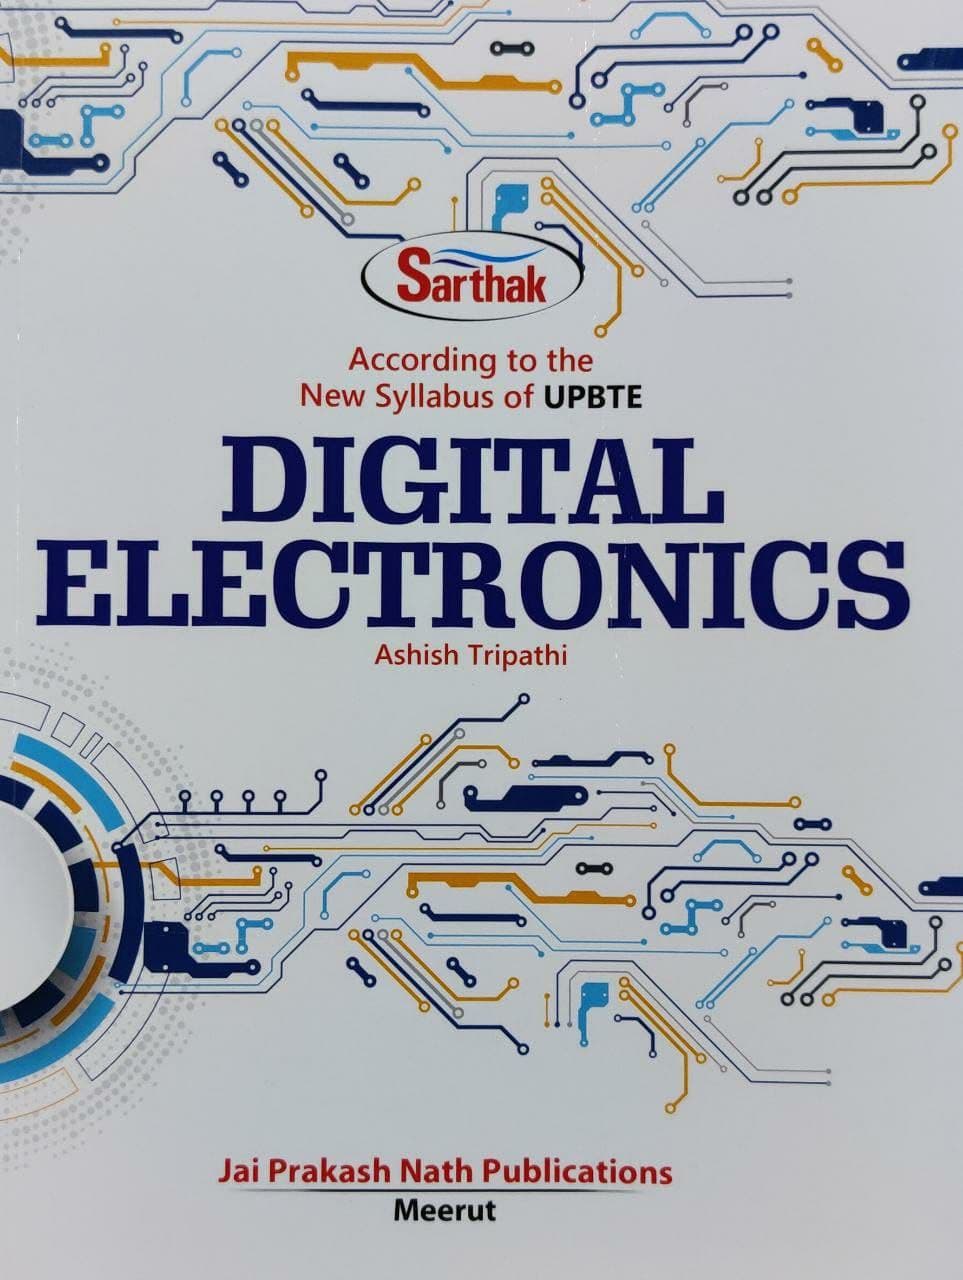 Sarthak
According to the
New Syllabus of UPBTE
DIGITAL
ELECTRONICS
Ashish Tripathi
Jai Prakash Nath Publications
Meerut